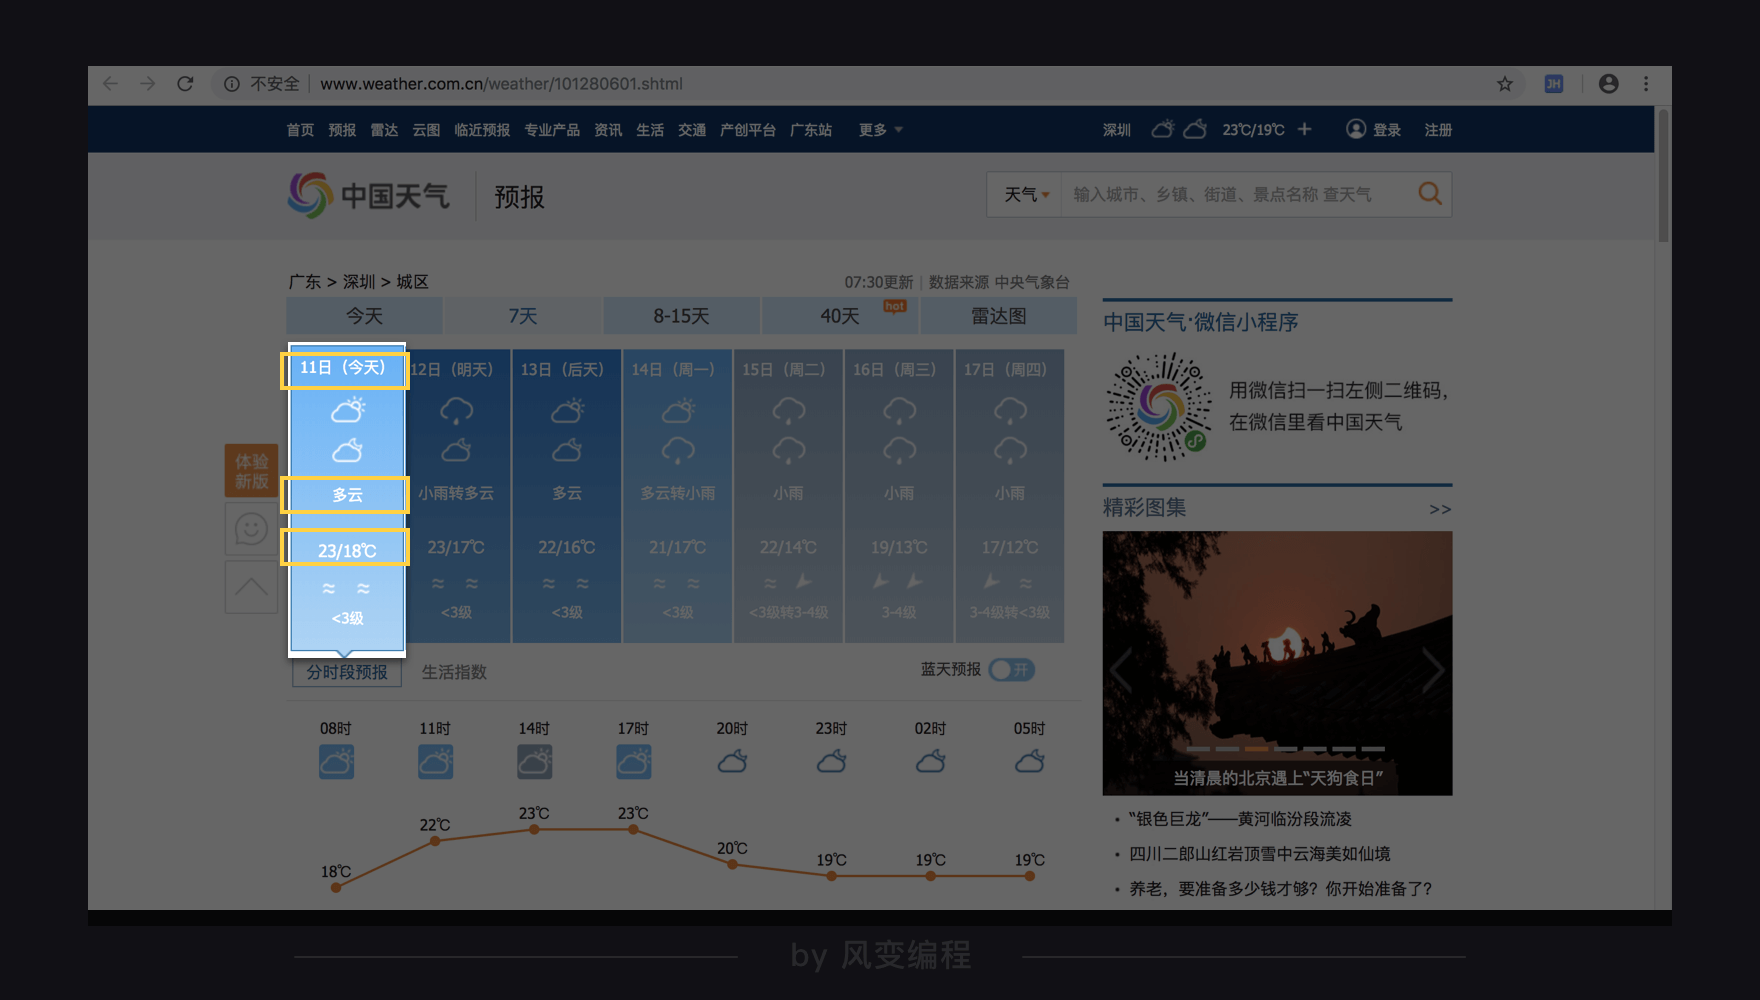 不安全 www.weather.com.cn/weather/101280601.shtml JH
首页 预报 雷达 云图 临近预报 专业产品 资讯 生活 交通 产创平台 广东站 更多 深圳 23℃/19℃ 登录 注册
中国天气 预报 天气 输入城市、乡镇、街道、景点名称 查天气
广东 > 深圳 > 城区 07:30更新 | 数据来源 中央气象台
今天 7天 8-15天 40天 hot 雷达图
中国天气·微信小程序
用微信扫一扫左侧二维码,
在微信里看中国天气
11日（今天） 12日（明天） 13日（后天） 14日（周一） 15日（周二） 16日（周三） 17日（周四）
多云 小雨转多云 多云 多云转小雨 小雨 小雨 小雨
23/18℃ 23/17℃ 22/16℃ 21/17℃ 22/14℃ 19/13℃ 17/12℃
<3级 <3级 <3级 <3级 <3级转3-4级 3-4级 3-4级转<3级
体验
新版
精彩图集 >>
分时段预报 生活指数 蓝天预报 开
08时 11时 14时 17时 20时 23时 02时 05时
18℃ 22℃ 23℃ 23℃ 20℃ 19℃ 19℃ 19℃
当清晨的北京遇上“天狗食日”
• “银色巨龙”——黄河临汾段流凌
• 四川二郎山红岩顶雪中云海美如仙境
• 养老，要准备多少钱才够？你开始准备了？
by 风变编程